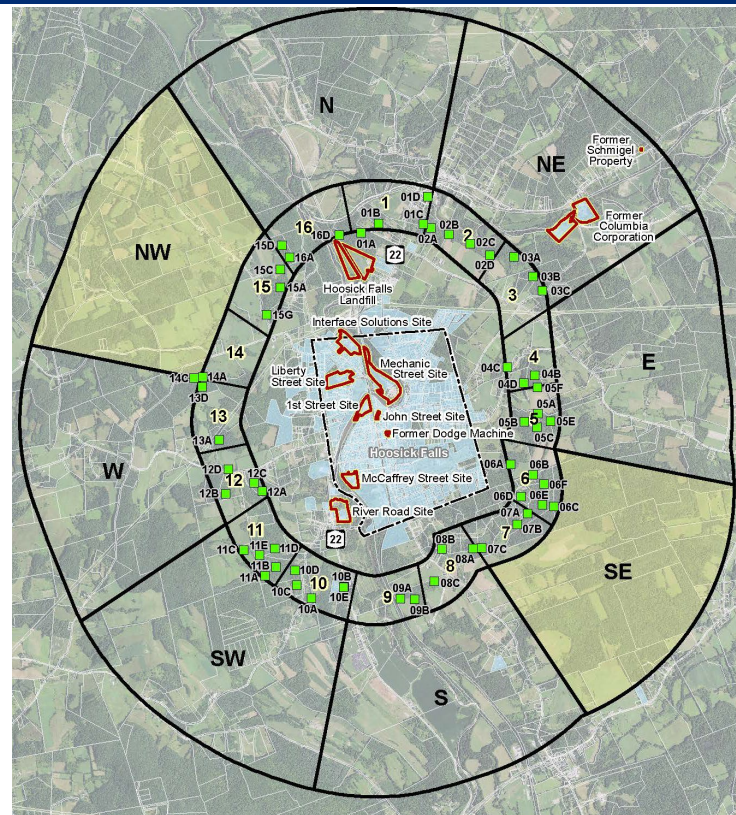 N
Former
Schmigel
Property
NE
Former
Columbia
Corporation
01D
1
01B
01C
16
16D
01A
02A
02B
2
02C
22
15D
16A
02D
03A
NW
15C
03B
15
15A
3
03C
Hoosick Falls
Landfill
15G
Interface Solutions Site
14
04C
4
E
Mechanic
Street Site
Liberty
Street Site
04B
04D
05F
14C
14A
13D
1st Street Site
05A
13
John Street Site
05B
5
05E
13A
Former Dodge Machine
05C
Hoosick Falls
W
12D
12C
06A
06B
12
McCaffrey Street Site
6
06F
12B
12A
06D
06E
06C
River Road Site
07A
11
7
07B
22
11C
11E
11D
08B
08A
07C
11B
10D
8
11A
10B
SE
10C
10
10E
09A
08C
10A
9
09B
SW
S